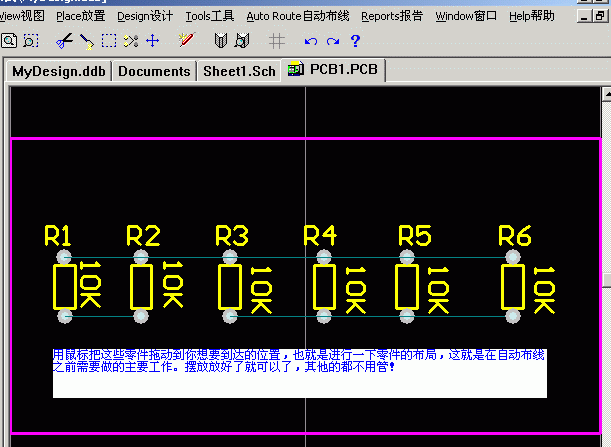 View视图 Place放置 Design设计 Tools工具 Auto Route自动布线 Reports报告 Window窗口 Help帮助
MyDesign.ddb Documents Sheet1.Sch PCB1.PCB
R1 R2 R3 R4 R5 R6
10K 10K 10K 10K 10K 10K
用鼠标把这些零件拖动到你想要到达的位置，也就是进行一下零件的布局，这就是在自动布线
之前需要做的主要工作。摆放放好了就可以了，其他的都不用管！